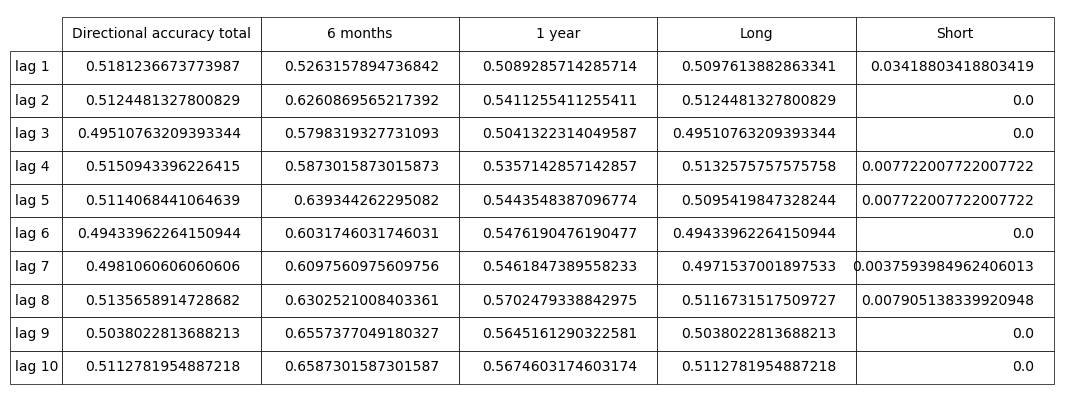 Directional accuracy total 6 months 1 year Long Short
lag 1 0.5181236673773987 0.5263157894736842 0.5089285714285714 0.5097613882863341 0.03418803418803419
lag 2 0.5124481327800829 0.6260869565217392 0.5411255411255411 0.5124481327800829 0.0
lag 3 0.49510763209393344 0.5798319327731093 0.5041322314049587 0.49510763209393344 0.0
lag 4 0.5150943396226415 0.5873015873015873 0.5357142857142857 0.5132575757575758 0.007722007722007722
lag 5 0.5114068441064639 0.639344262295082 0.5443548387096774 0.5095419847328244 0.007722007722007722
lag 6 0.49433962264150944 0.6031746031746031 0.5476190476190477 0.49433962264150944 0.0
lag 7 0.4981060606060606 0.6097560975609756 0.5461847389558233 0.4971537001897533 0.0037593984962406013
lag 8 0.5135658914728682 0.6302521008403361 0.5702479338842975 0.5116731517509727 0.007905138339920948
lag 9 0.5038022813688213 0.6557377049180327 0.5645161290322581 0.5038022813688213 0.0
lag 10 0.5112781954887218 0.6587301587301587 0.5674603174603174 0.5112781954887218 0.0